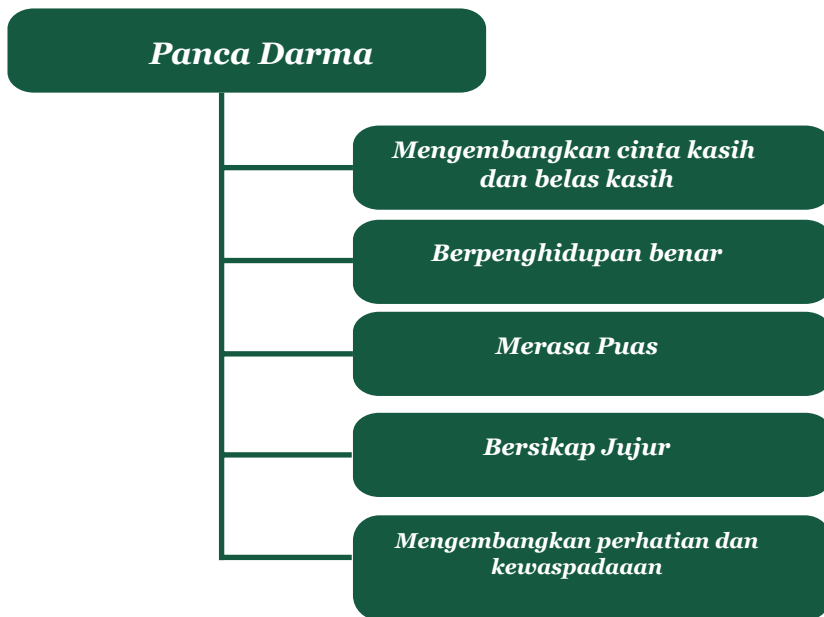 Panca Darma
Mengembangkan cinta kasih
dan belas kasih
Berpenghidupan benar
Merasa Puas
Bersikap Jujur
Mengembangkan perhatian dan
kewaspadaaan